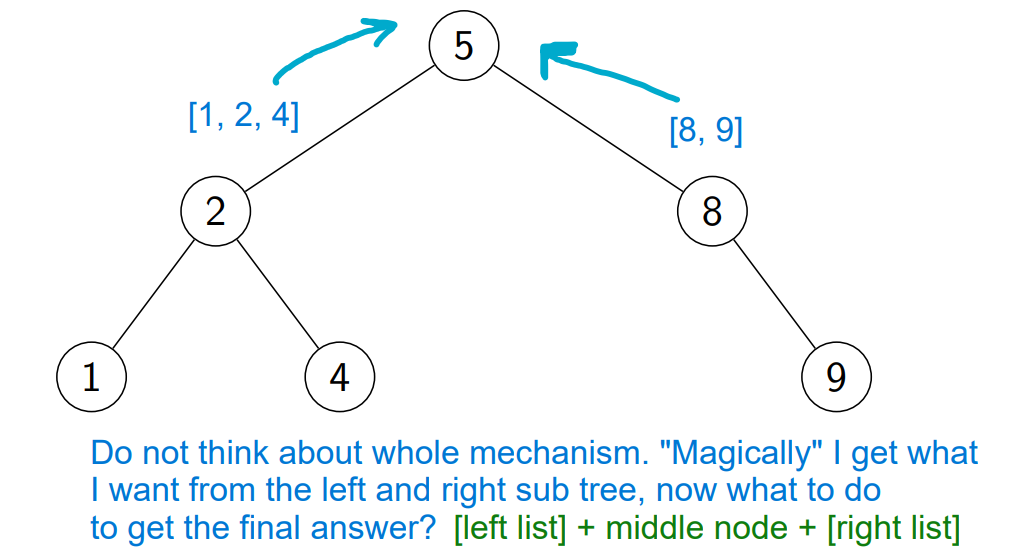 5
[1, 2, 4]
[8, 9]
2
8
1
4
9
Do not think about whole mechanism. "Magically" I get what
I want from the left and right sub tree, now what to do
to get the final answer? [left list] + middle node + [right list]